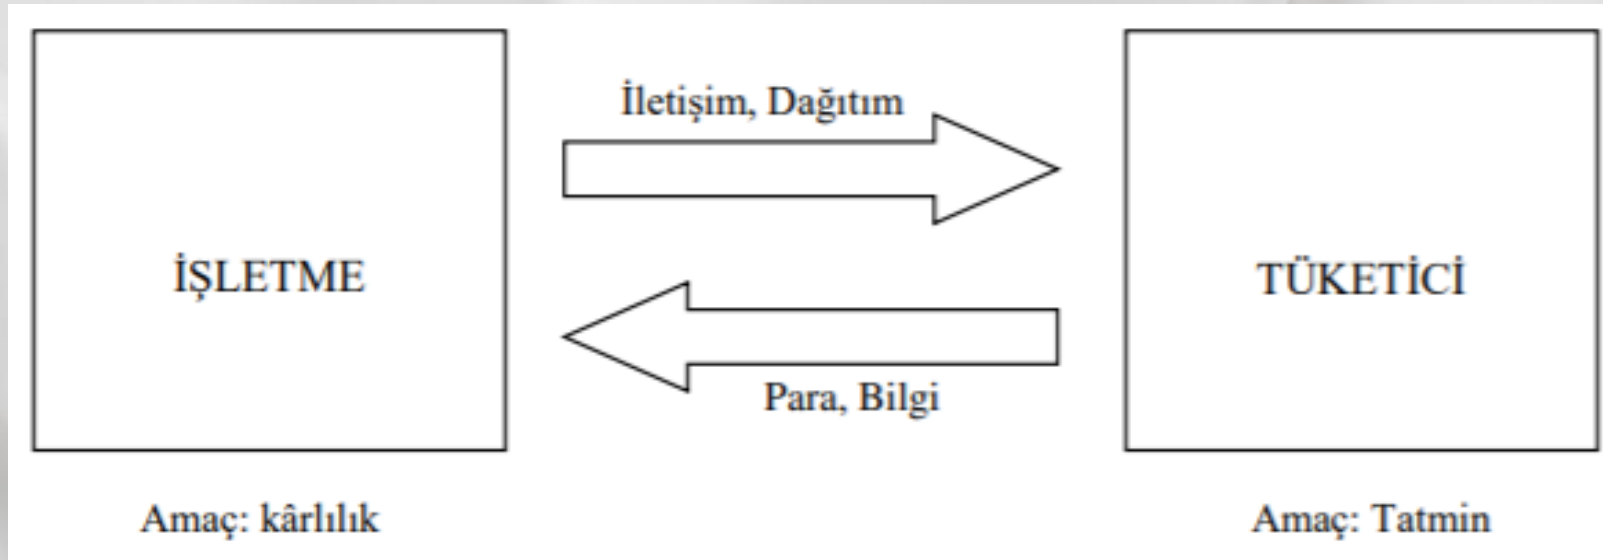 İletişim, Dağıtım
İŞLETME
TÜKETİCİ
Para, Bilgi
Amaç: kârlılık
Amaç: Tatmin